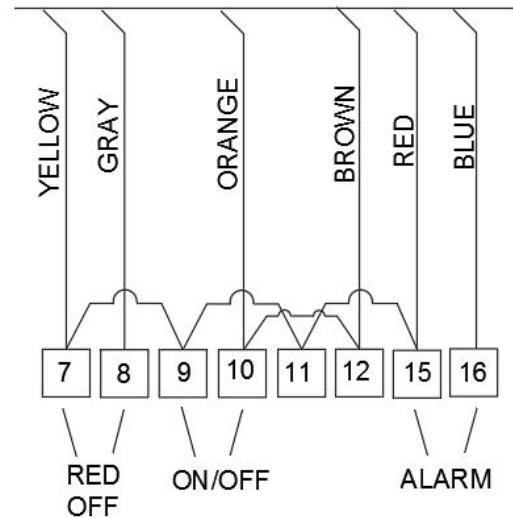 YELLOW
GRAY
ORANGE
BROWN
RED
BLUE
7 8 9 10 11 12 15 16
RED
OFF
ON/OFF
ALARM